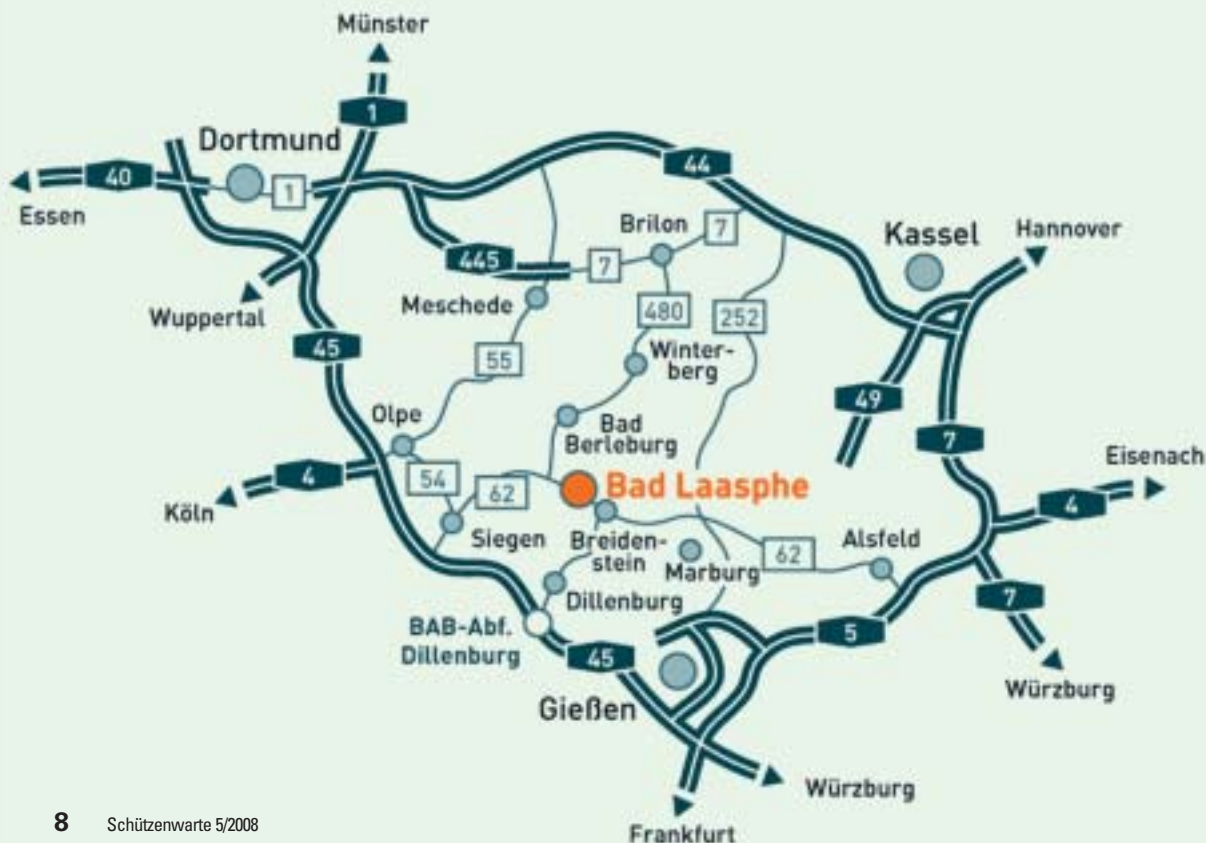 Münster
1
Dortmund
40
1
44
Essen
Brilon
7
Kassel
Hannover
445
7
Meschede
Wuppertal
480
252
45
Winter-
berg
55
49
Olpe
Bad
Berleburg
7
Eisenach
4
54
62
Bad Laasphe
4
Köln
Siegen
Breiden-
stein
Marburg
62
Alsfeld
Dillenburg
7
BAB-Abf.
Dillenburg
45
5
Gießen
Würzburg
Würzburg
8 Schützenwarte 5/2008
Frankfurt